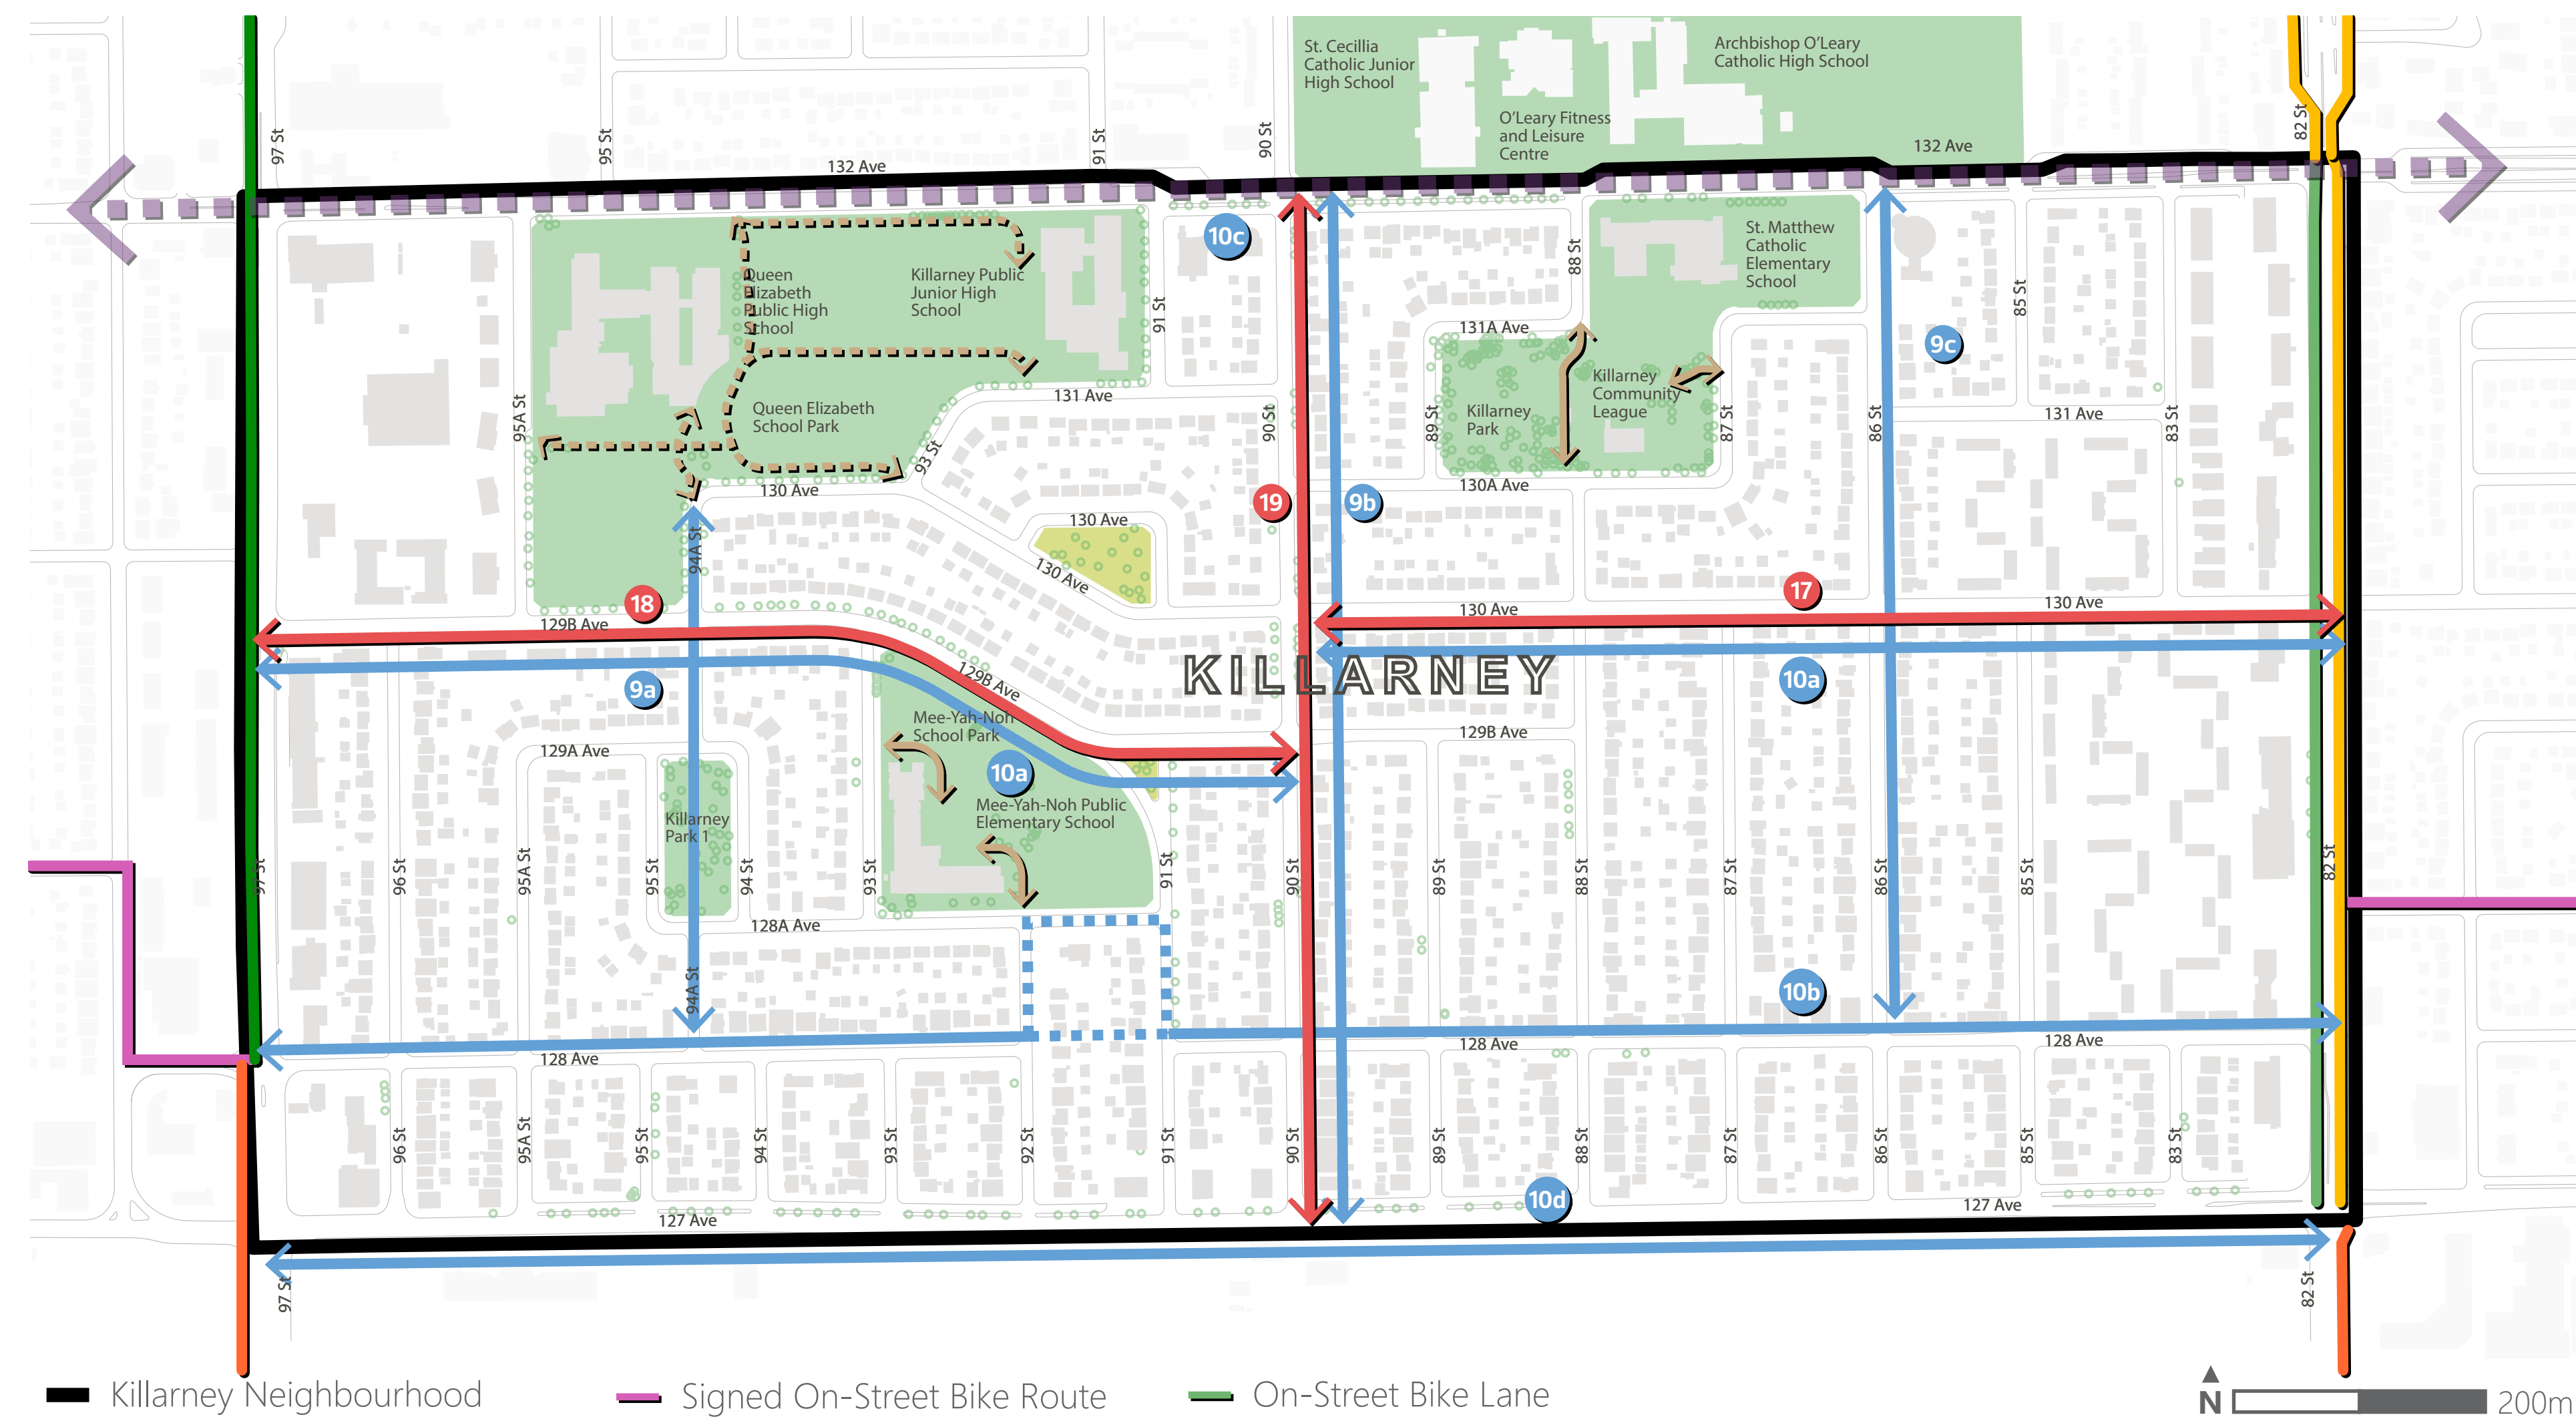 St. Cecillia
Catholic Junior
High School
Archbishop O'Leary
Catholic High School
O'Leary Fitness
and Leisure
Centre
97 St
95 St
91 St
90 St
82 St
132 Ave
132 Ave
10c
Queen
Elizabeth
Public High
School
Killarney Public
Junior High
School
91 St
88 St
St. Matthew
Catholic
Elementary
School
85 St
131A Ave
9c
Killarney
Community
League
Killarney
Park
95A St
Queen Elizabeth
School Park
131 Ave
90 St
89 St
87 St
86 St
131 Ave
83 St
93 St
130 Ave
130A Ave
19
9b
130 Ave
130 Ave
94A St
18
17
129B Ave
130 Ave
130 Ave
KILLARNEY
129B Ave
9a
10a
Mee-Yah-Noh
School Park
129A Ave
129B Ave
10a
Mee-Yah-Noh Public
Elementary School
Killarney
Park 1
97 St
96 St
95A St
95 St
94 St
93 St
91 St
90 St
89 St
88 St
87 St
86 St
85 St
82 St
128A Ave
94A St
10b
128 Ave
128 Ave
128 Ave
96 St
95A St
95 St
94 St
93 St
92 St
91 St
90 St
89 St
88 St
87 St
86 St
85 St
83 St
10d
127 Ave
127 Ave
97 St
82 St
Killarney Neighbourhood
Signed On-Street Bike Route
On-Street Bike Lane
N
200m